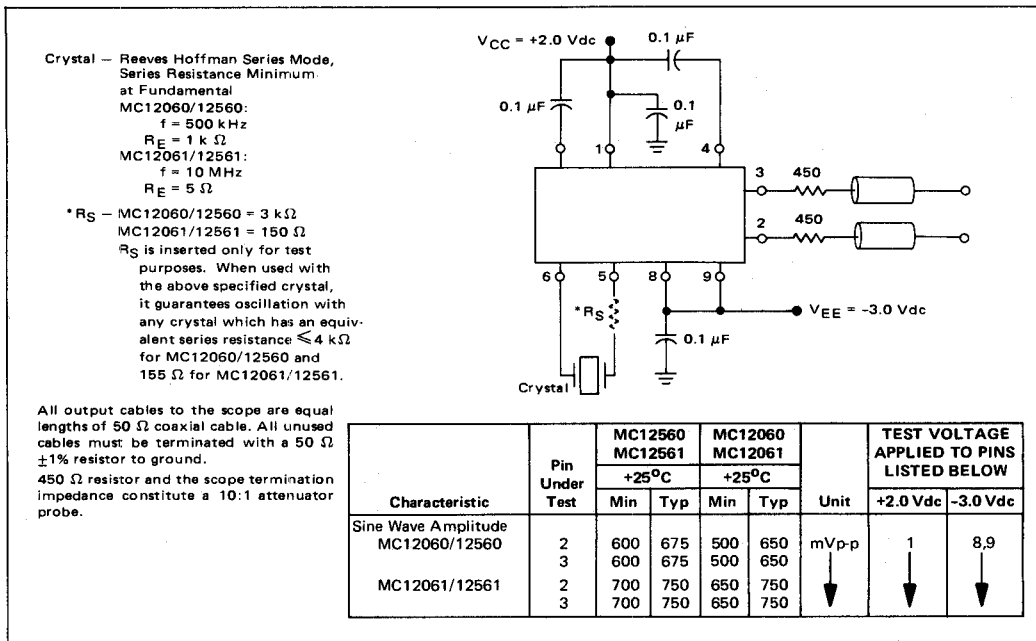 Crystal — Reeves Hoffman Series Mode,
Series Resistance Minimum
at Fundamental
MC12060/12560:
f = 500 kHz
RE = 1 k Ω
MC12061/12561:
f = 10 MHz
RE = 5 Ω
*RS — MC12060/12560 = 3 kΩ
MC12061/12561 = 150 Ω
RS is inserted only for test
purposes. When used with
the above specified crystal,
it guarantees oscillation with
any crystal which has an equiv-
alent series resistance ≤4 kΩ
for MC12060/12560 and
155 Ω for MC12061/12561.
All output cables to the scope are equal
lengths of 50 Ω coaxial cable. All unused
cables must be terminated with a 50 Ω
±1% resistor to ground.
450 Ω resistor and the scope termination
impedance constitute a 10:1 attenuator
probe.
VCC = +2.0 Vdc
0.1 μF
0.1 μF
0.1
μF
1
4
3
450
2
450
6
5
8
9
*RS
VEE = -3.0 Vdc
0.1 μF
Crystal
Characteristic
Pin
Under
Test
MC12560
MC12561
+25°C
Min Typ
MC12060
MC12061
+25°C
Min Typ
Unit
TEST VOLTAGE
APPLIED TO PINS
LISTED BELOW
+2.0 Vdc -3.0 Vdc
Sine Wave Amplitude
MC12060/12560 2 600 675 500 650 mVp-p 1 8,9
3 600 675 500 650
MC12061/12561 2 700 750 650 750
3 700 750 650 750